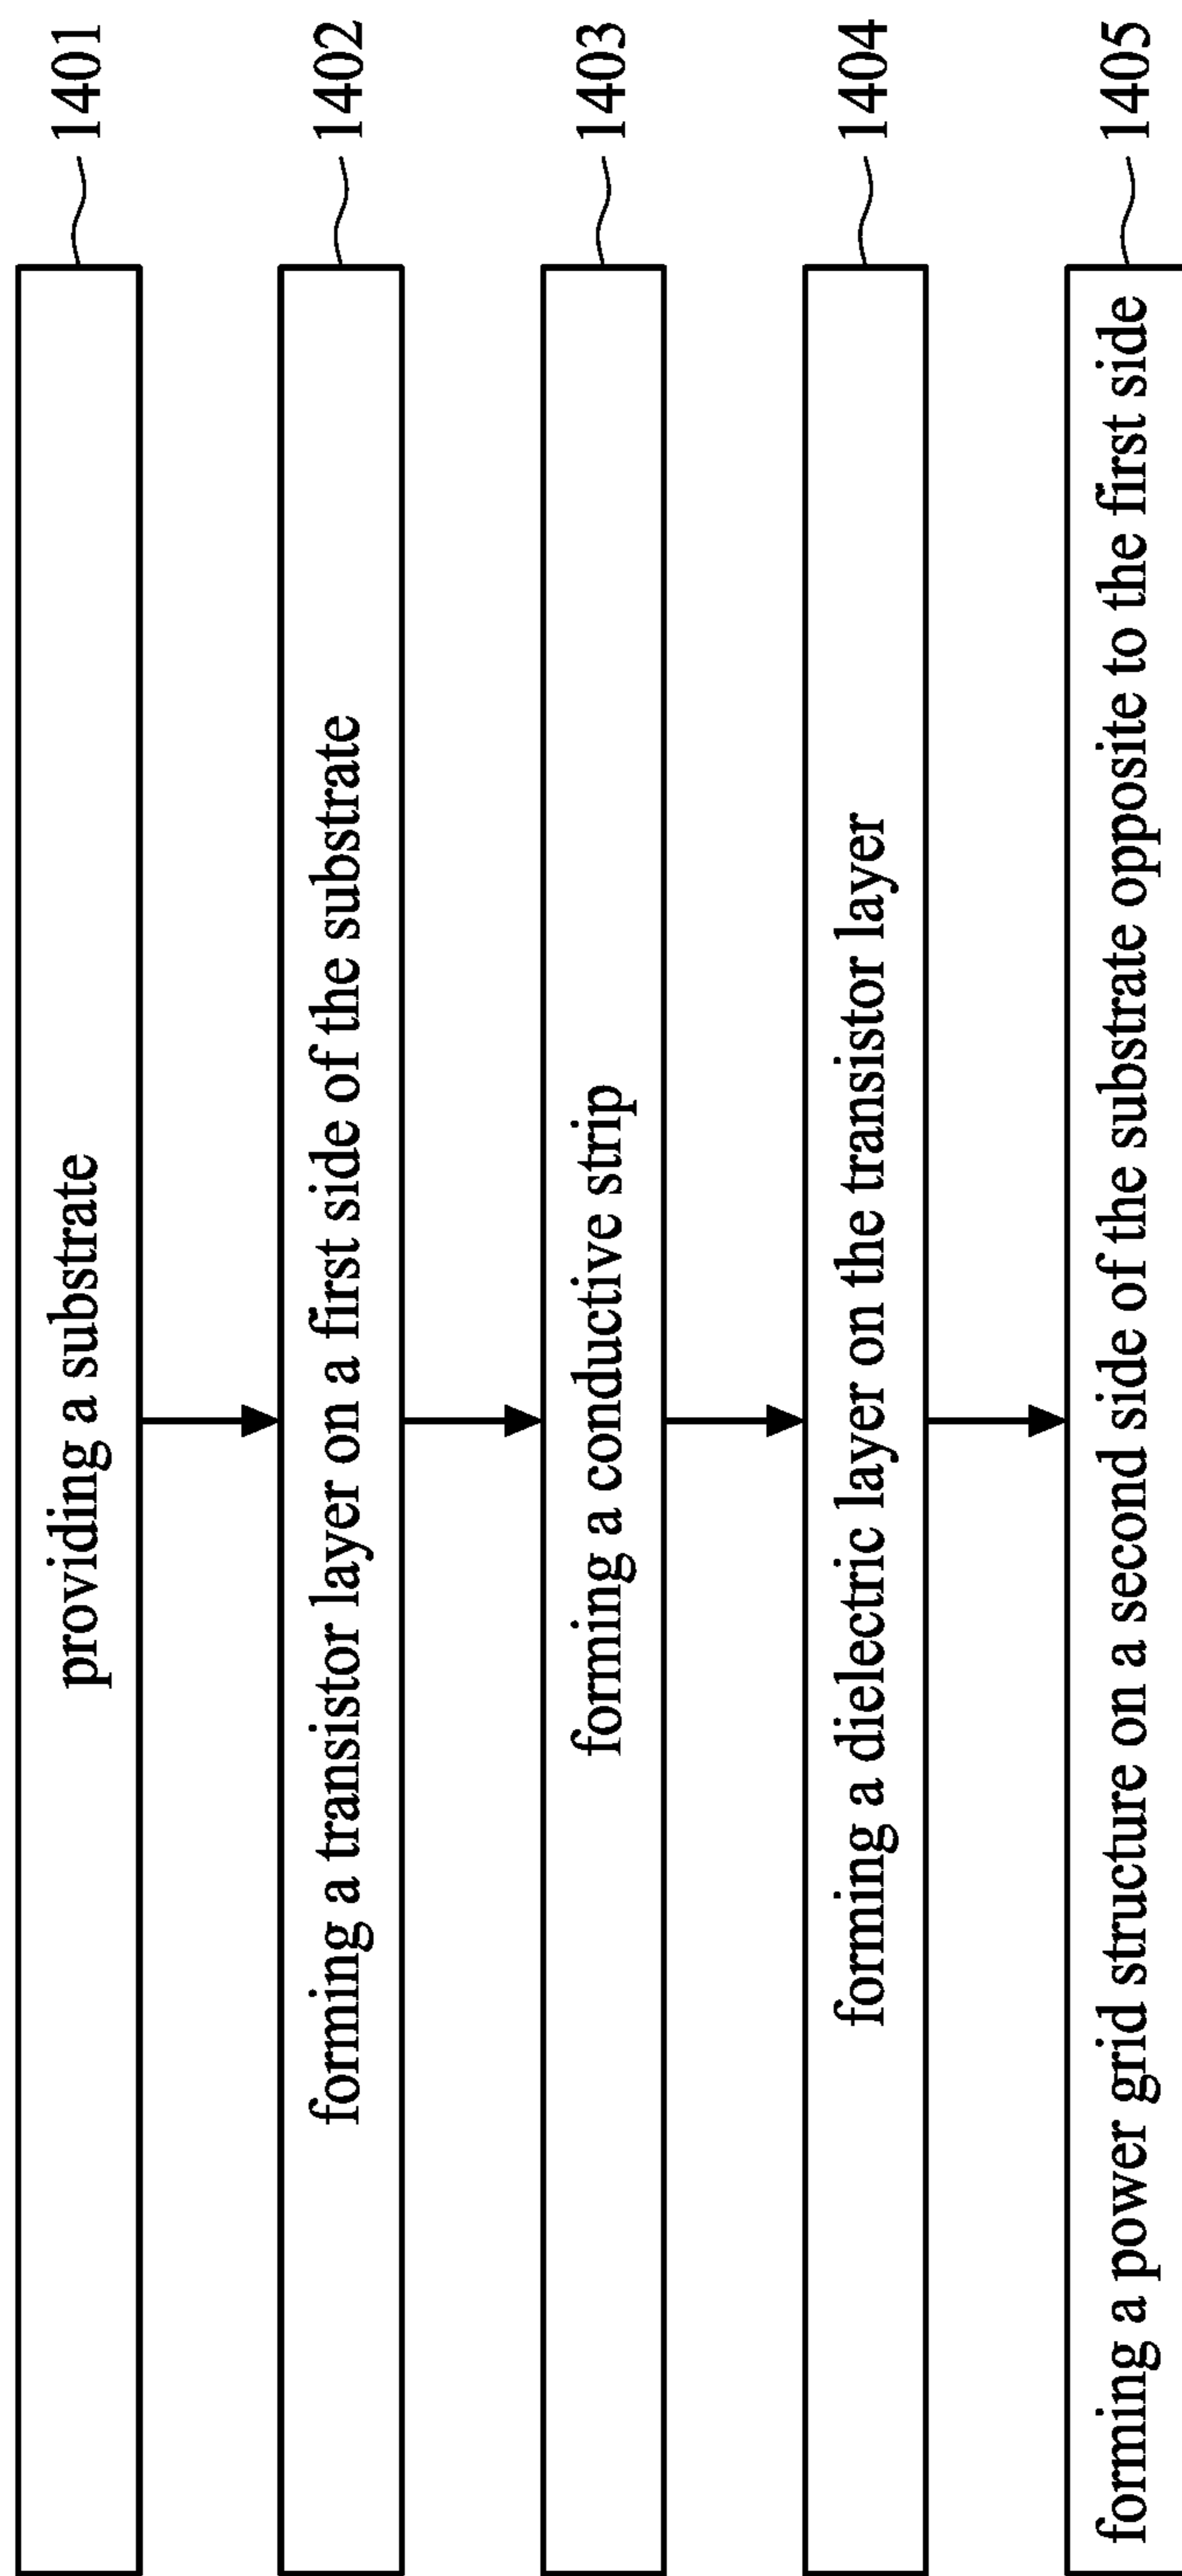 providing a substrate
1401
forming a transistor layer on a first side of the substrate
1402
forming a conductive strip
1403
forming a dielectric layer on the transistor layer
1404
forming a power grid structure on a second side of the substrate opposite to the first side
1405